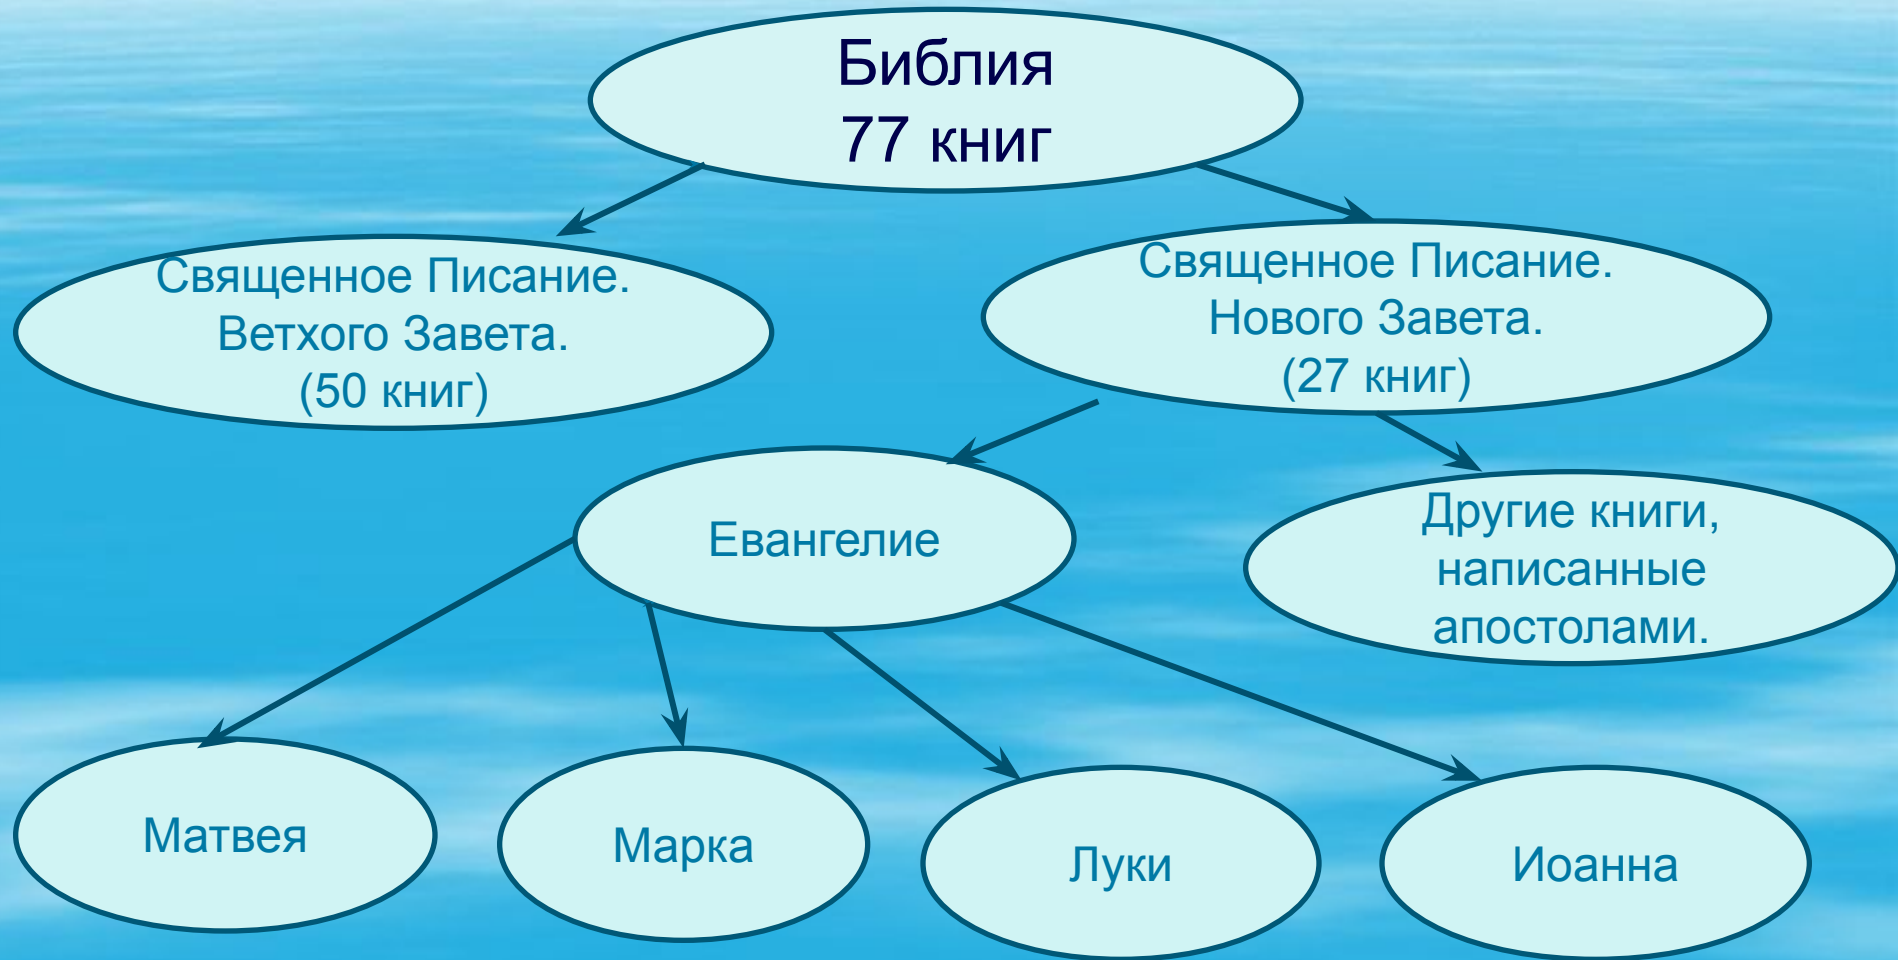 Библия
77 книг
Священное Писание.
Ветхого Завета.
(50 книг)
Священное Писание.
Нового Завета.
(27 книг)
Евангелие
Другие книги,
написанные
апостолами.
Матвея
Марка
Луки
Иоанна